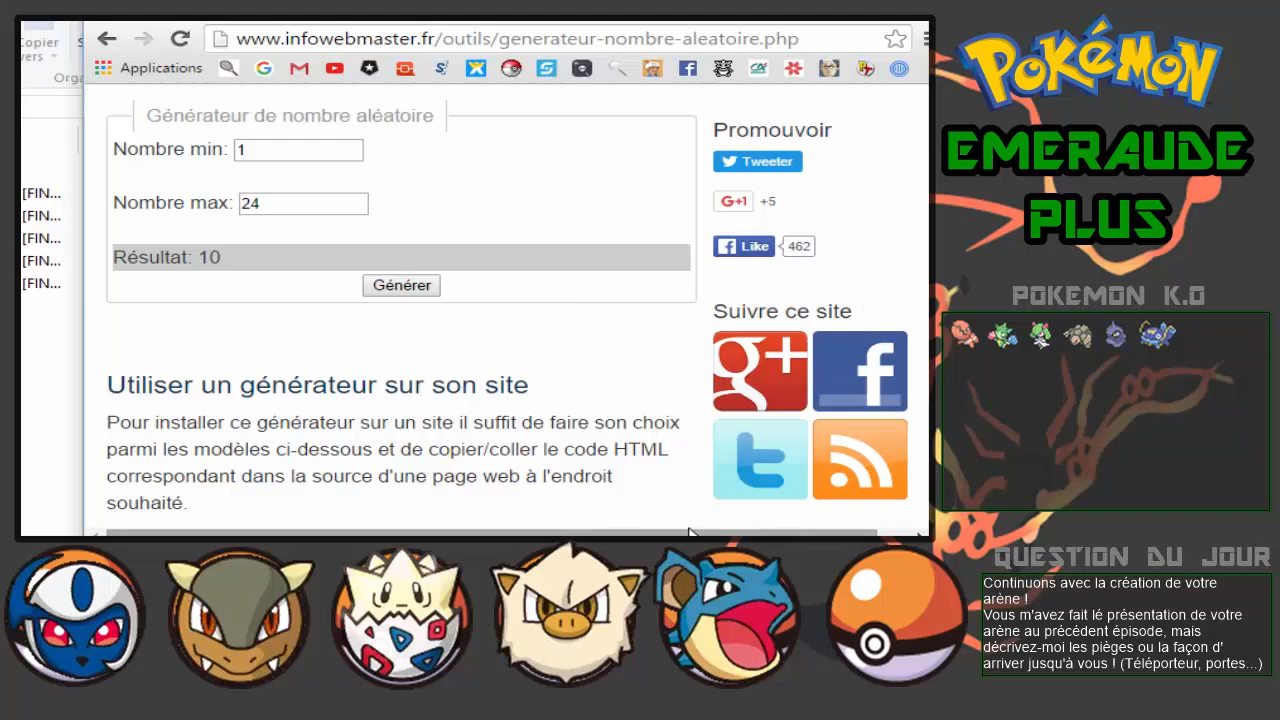 Copier
vers
Orga
[FIN...
[FIN...
[FIN...
[FIN...
[FIN...
www.infowebmaster.fr/outils/generateur-nombre-aleatoire.php
Applications
Générateur de nombre aléatoire
Nombre min: 1
Nombre max: 24
Résultat: 10
Générer
Utiliser un générateur sur son site
Pour installer ce générateur sur un site il suffit de faire son choix
parmi les modèles ci-dessous et de copier/coller le code HTML
correspondant dans la source d'une page web à l'endroit
souhaité.
Promouvoir
Tweeter
G+1 +5
Like 462
Suivre ce site
g+
f
t
POKéMON
EMERAUDE
PLUS
POKEMON K.O
QUESTION DU JOUR
Continuons avec la création de votre
arène !
Vous m'avez fait lé présentation de votre
arène au précédent épisode, mais
décrivez-moi les pièges ou la façon d'
arriver jusqu'à vous ! (Téléporteur, portes...)